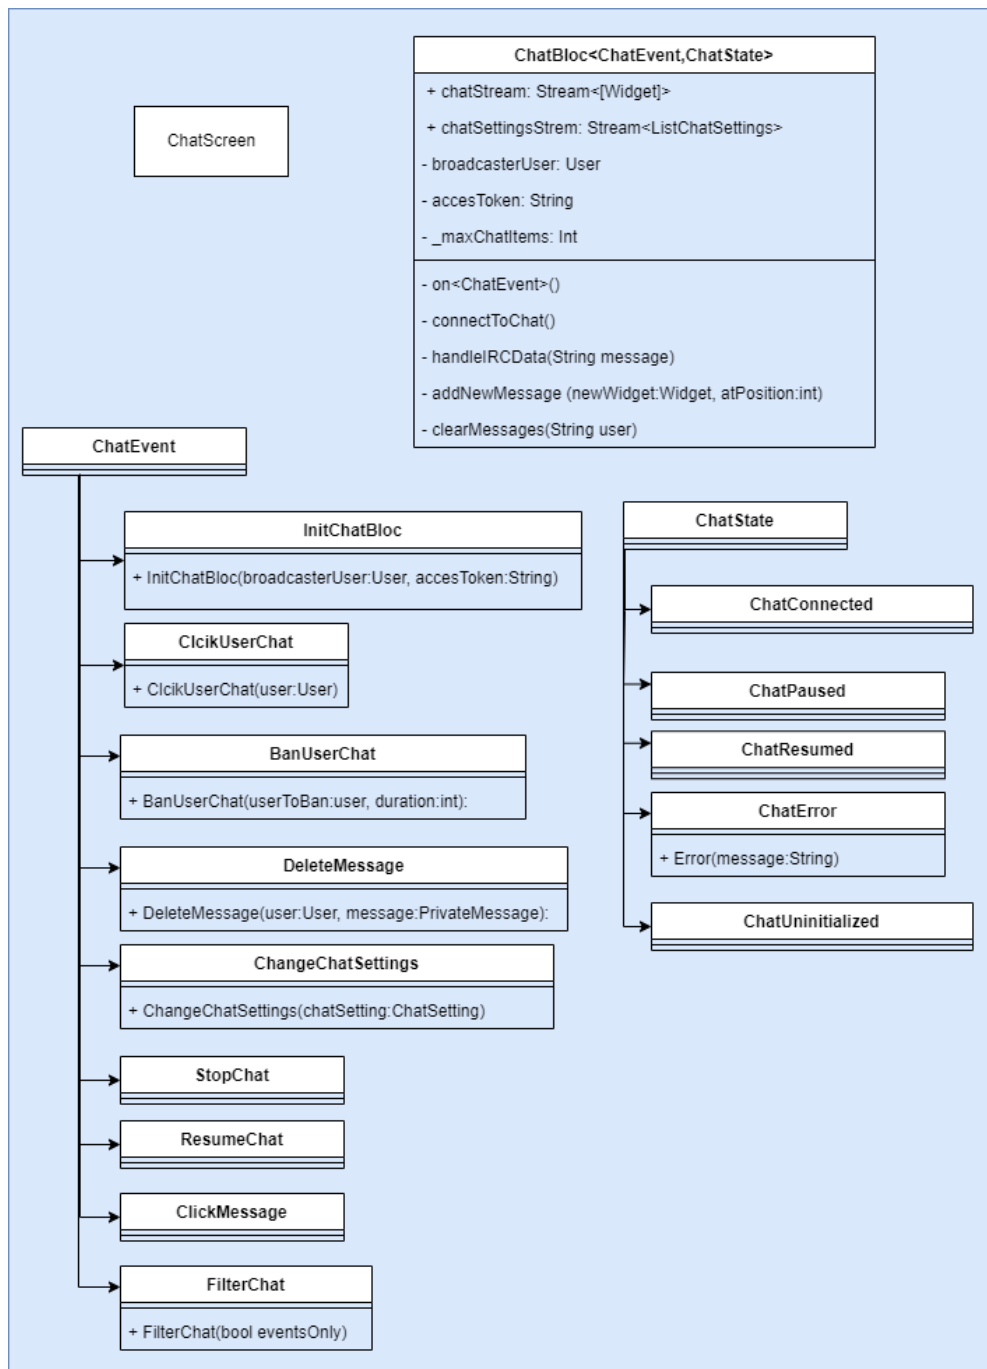 ChatBloc<ChatEvent,ChatState>
+ chatStream: Stream<[Widget]>
+ chatSettingsStrem: Stream<ListChatSettings>
- broadcasterUser: User
- accesToken: String
- _maxChatItems: Int
- on<ChatEvent>()
- connectToChat()
- handleIRCData(String message)
- addNewMessage (newWidget:Widget, atPosition:int)
- clearMessages(String user)
ChatScreen
ChatEvent
InitChatBloc
+ InitChatBloc(broadcasterUser:User, accesToken:String)
ClcikUserChat
+ ClcikUserChat(user:User)
BanUserChat
+ BanUserChat(userToBan:user, duration:int):
DeleteMessage
+ DeleteMessage(user:User, message:PrivateMessage):
ChangeChatSettings
+ ChangeChatSettings(chatSetting:ChatSetting)
StopChat
ResumeChat
ClickMessage
FilterChat
+ FilterChat(bool eventsOnly)
ChatState
ChatConnected
ChatPaused
ChatResumed
ChatError
+ Error(message:String)
ChatUninitialized